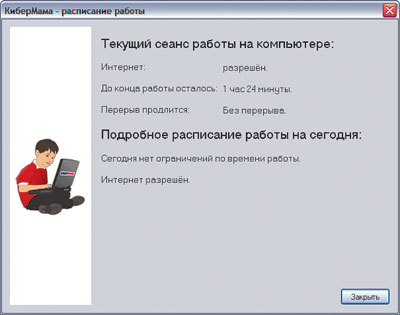 КиберМама - расписание работы
Текущий сеанс работы на компьютере:
Интернет: разрешён.
До конца работы осталось: 1 час 24 минуты.
Перерыв продлится: Без перерыва.
Подробное расписание работы на сегодня:
Сегодня нет ограничений по времени работы.
Интернет разрешён.
Закрыть